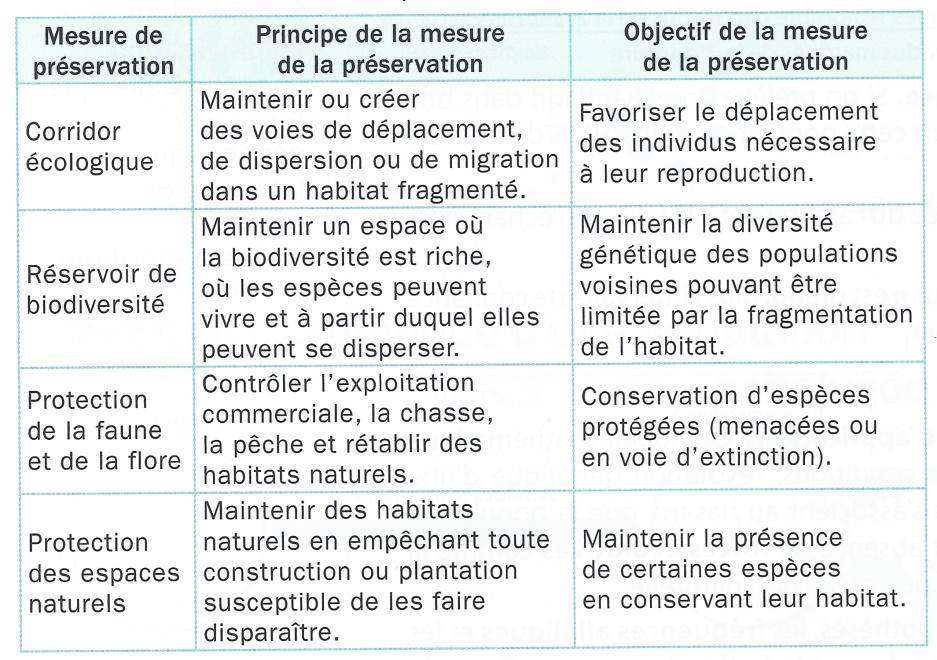 Mesure de
préservation
Principe de la mesure
de la préservation
Objectif de la mesure
de la préservation
Corridor
écologique
Maintenir ou créer
des voies de déplacement,
de dispersion ou de migration
dans un habitat fragmenté.
Favoriser le déplacement
des individus nécessaire
à leur reproduction.
Réservoir de
biodiversité
Maintenir un espace où
la biodiversité est riche,
où les espèces peuvent
vivre et à partir duquel elles
peuvent se disperser.
Maintenir la diversité
génétique des populations
voisines pouvant être
limitée par la fragmentation
de l'habitat.
Protection
de la faune
et de la flore
Contrôler l'exploitation
commerciale, la chasse,
la pêche et rétablir des
habitats naturels.
Conservation d'espèces
protégées (menacées ou
en voie d'extinction).
Protection
des espaces
naturels
Maintenir des habitats
naturels en empêchant toute
construction ou plantation
susceptible de les faire
disparaître.
Maintenir la présence
de certaines espèces
en conservant leur habitat.